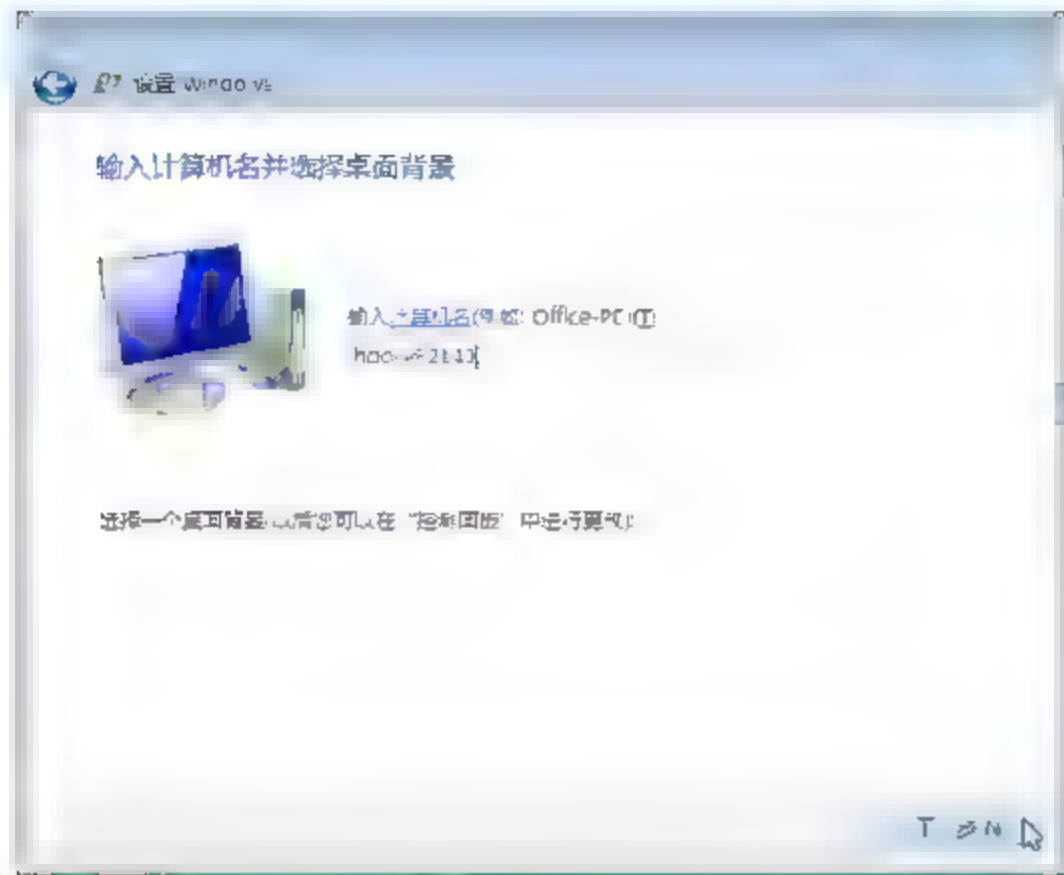 设置 Windows
输入计算机名并选择桌面背景
输入计算机名(例如: Office-PC)(T)
选择一个桌面背景 以后您可以在 "控制面板" 中进行更改):